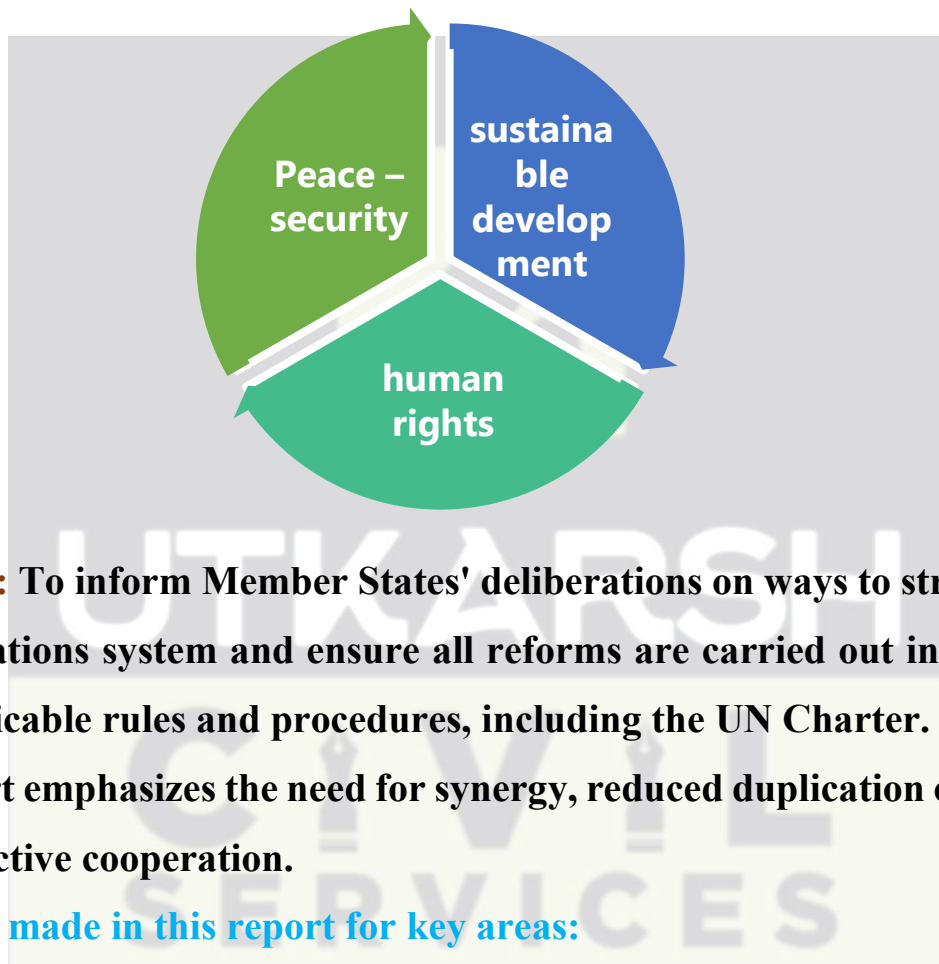 Peace –
security
sustaina
ble
develop
ment
human
rights
UTKARSH
: To inform Member States' deliberations on ways to str
ations system and ensure all reforms are carried out in
icable rules and procedures, including the UN Charter.
t emphasizes the need for synergy, reduced duplication
ctive cooperation.
made in this report for key areas:
CIVIL
SERVICES